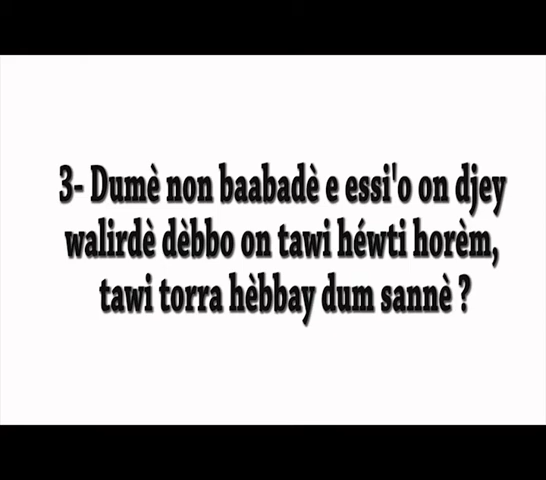 3- Dumè non baabadè e essi'o on djey
walirdè dèbbo on tawi héwti horèm,
tawi torra hèbbay dum sannè ?